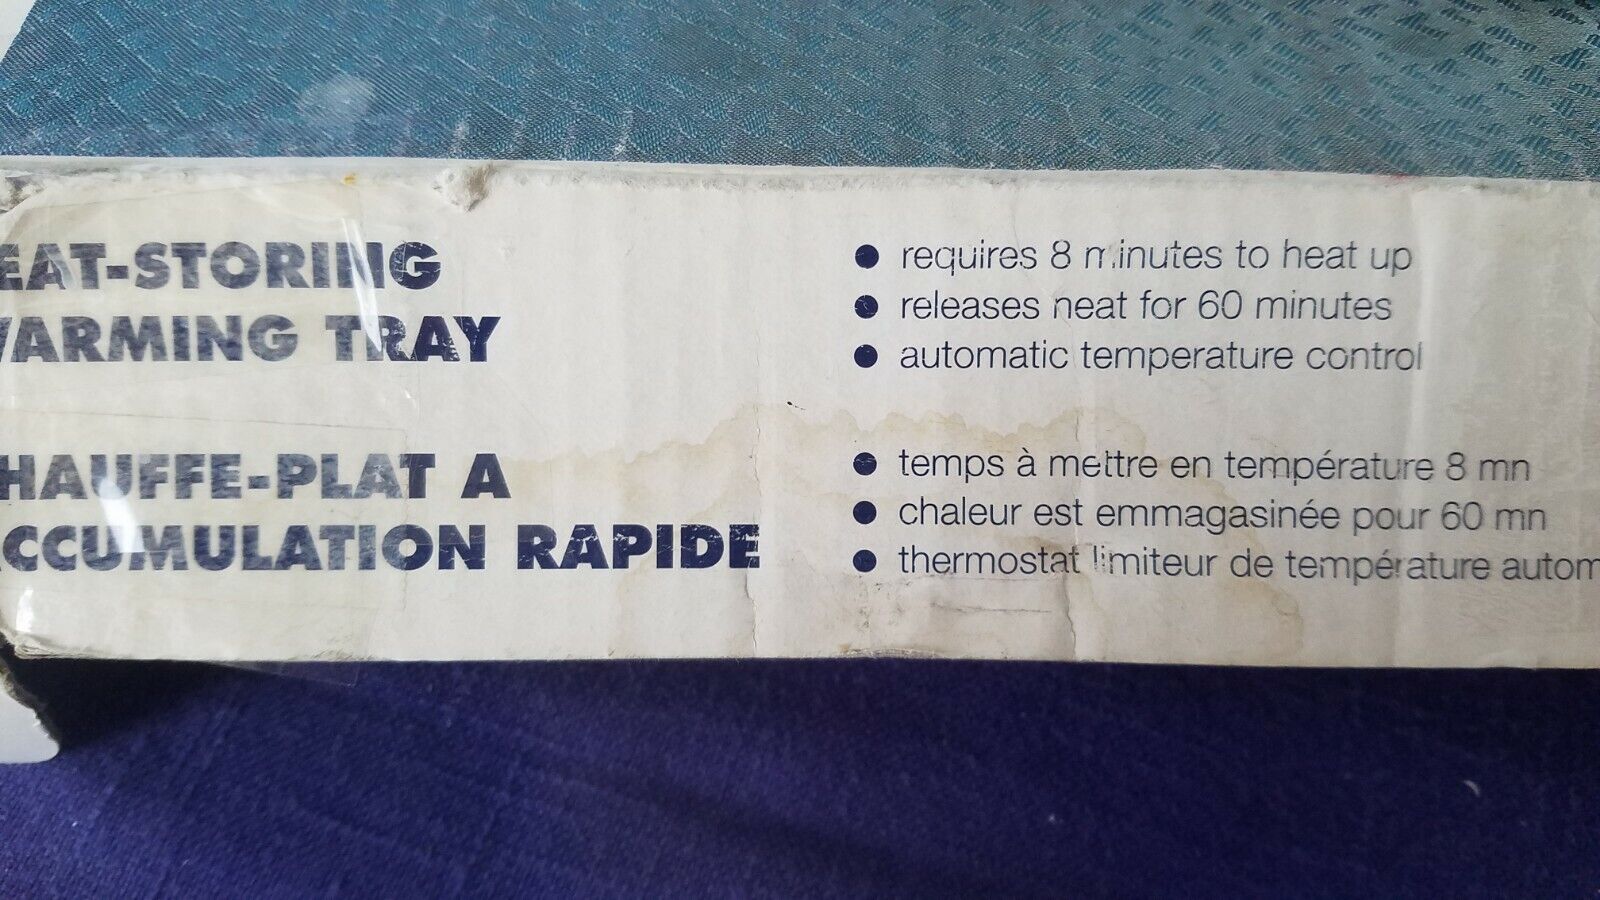 EAT-STORING
WARMING TRAY
• requires 8 minutes to heat up
• releases heat for 60 minutes
• automatic temperature control
HAUFFE-PLAT A
CCUMULATION RAPIDE
• temps à mettre en température 8 mn
• chaleur est emmagasinée pour 60 mn
• thermostat limiteur de température autom